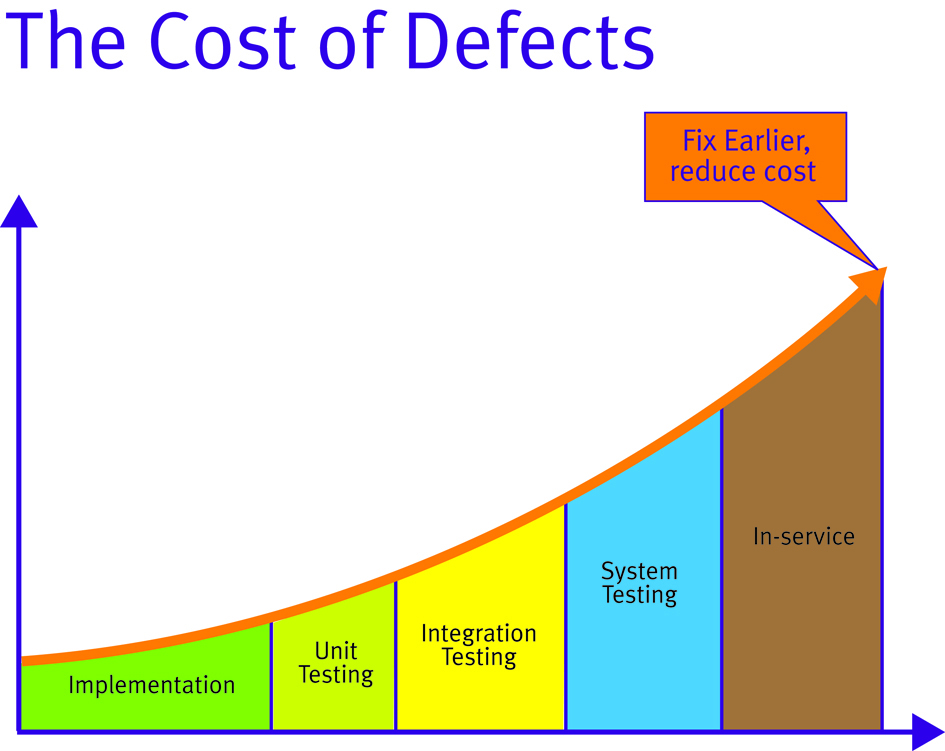 The Cost of Defects
Fix Earlier,
reduce cost
Implementation
Unit
Testing
Integration
Testing
System
Testing
In-service